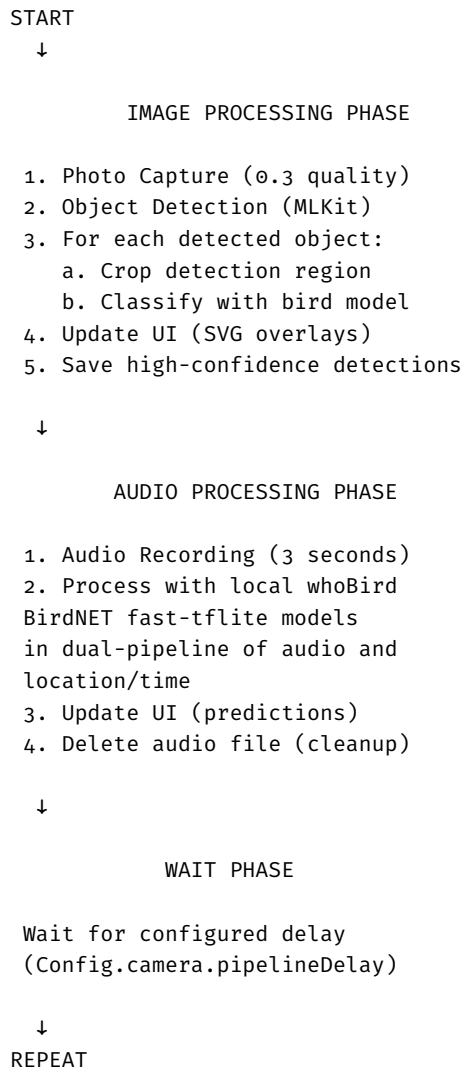 START
↓
IMAGE PROCESSING PHASE
1. Photo Capture (0.3 quality)
2. Object Detection (MLKit)
3. For each detected object:
a. Crop detection region
b. Classify with bird model
4. Update UI (SVG overlays)
5. Save high-confidence detections
↓
AUDIO PROCESSING PHASE
1. Audio Recording (3 seconds)
2. Process with local whoBird
BirdNET fast-tflite models
in dual-pipeline of audio and
location/time
3. Update UI (predictions)
4. Delete audio file (cleanup)
↓
WAIT PHASE
Wait for configured delay
(Config.camera.pipelineDelay)
↓
REPEAT